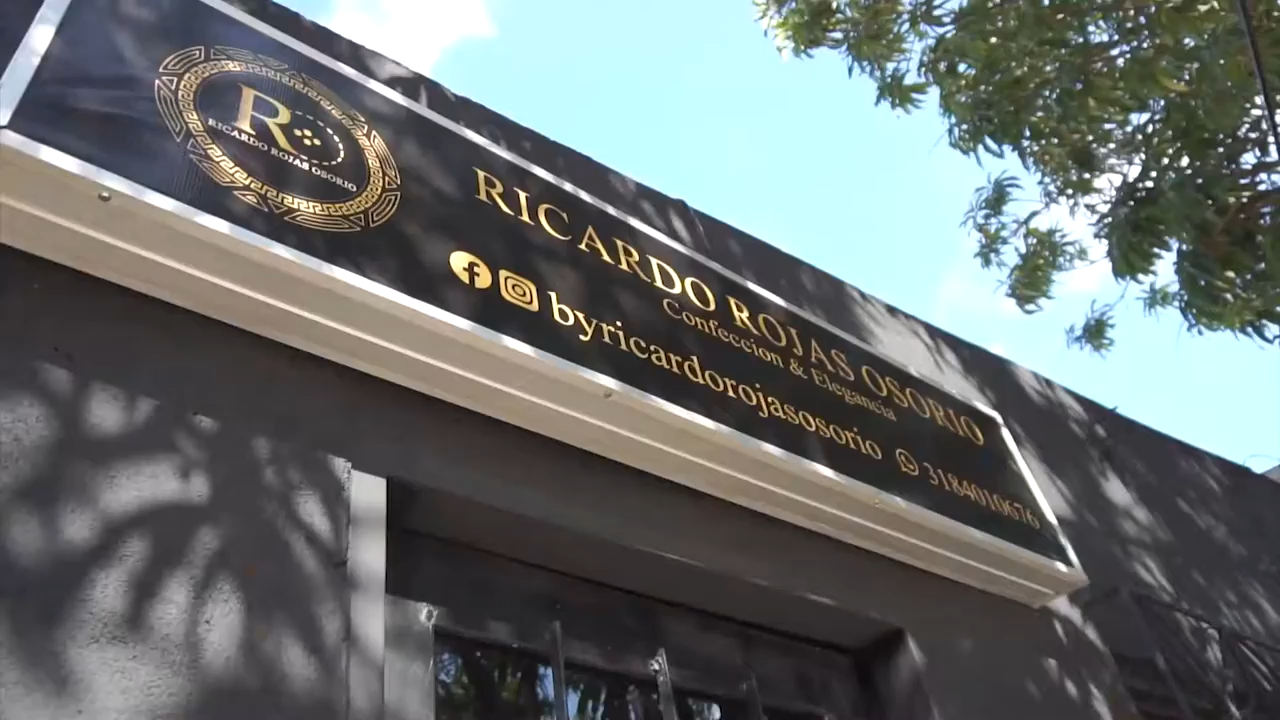 R
RICARDO ROJAS OSORIO
RICARDO ROJAS OSORIO
Confeccion & Elegancia
byricardorojasosorio 3184010676